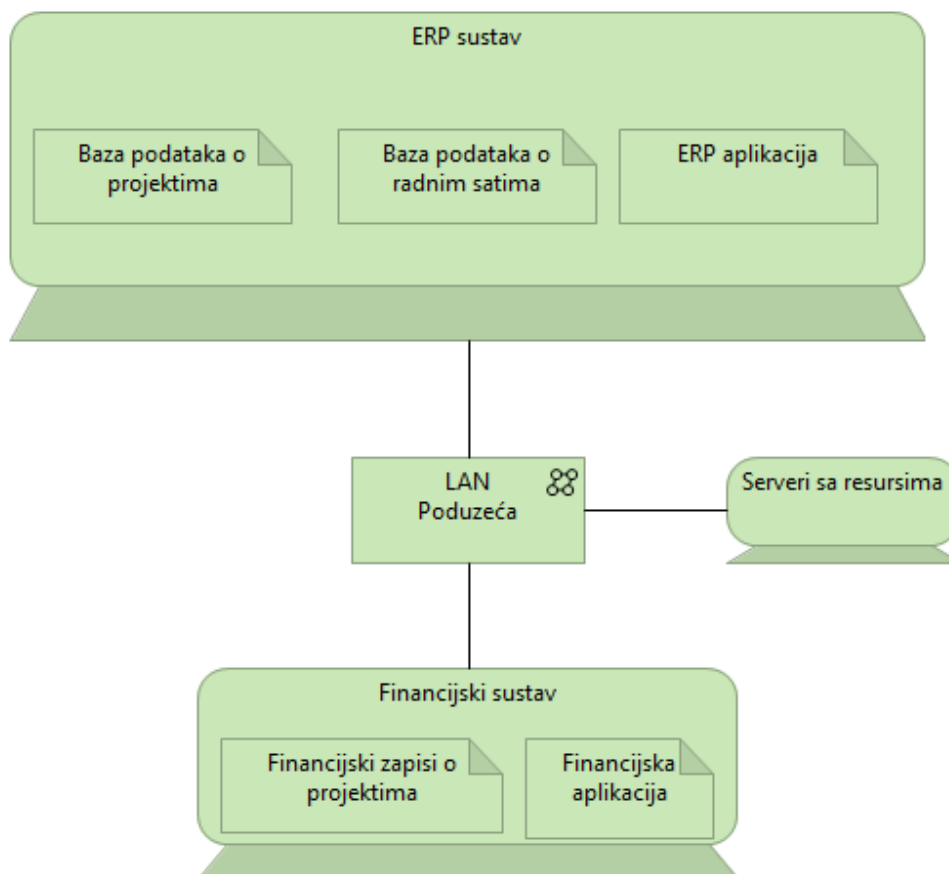 ERP sustav
Baza podataka o
projektima
Baza podataka o
radnim satima
ERP aplikacija
LAN
Poduzeća
Serveri sa resursima
Financijski sustav
Financijski zapisi o
projektima
Financijska
aplikacija